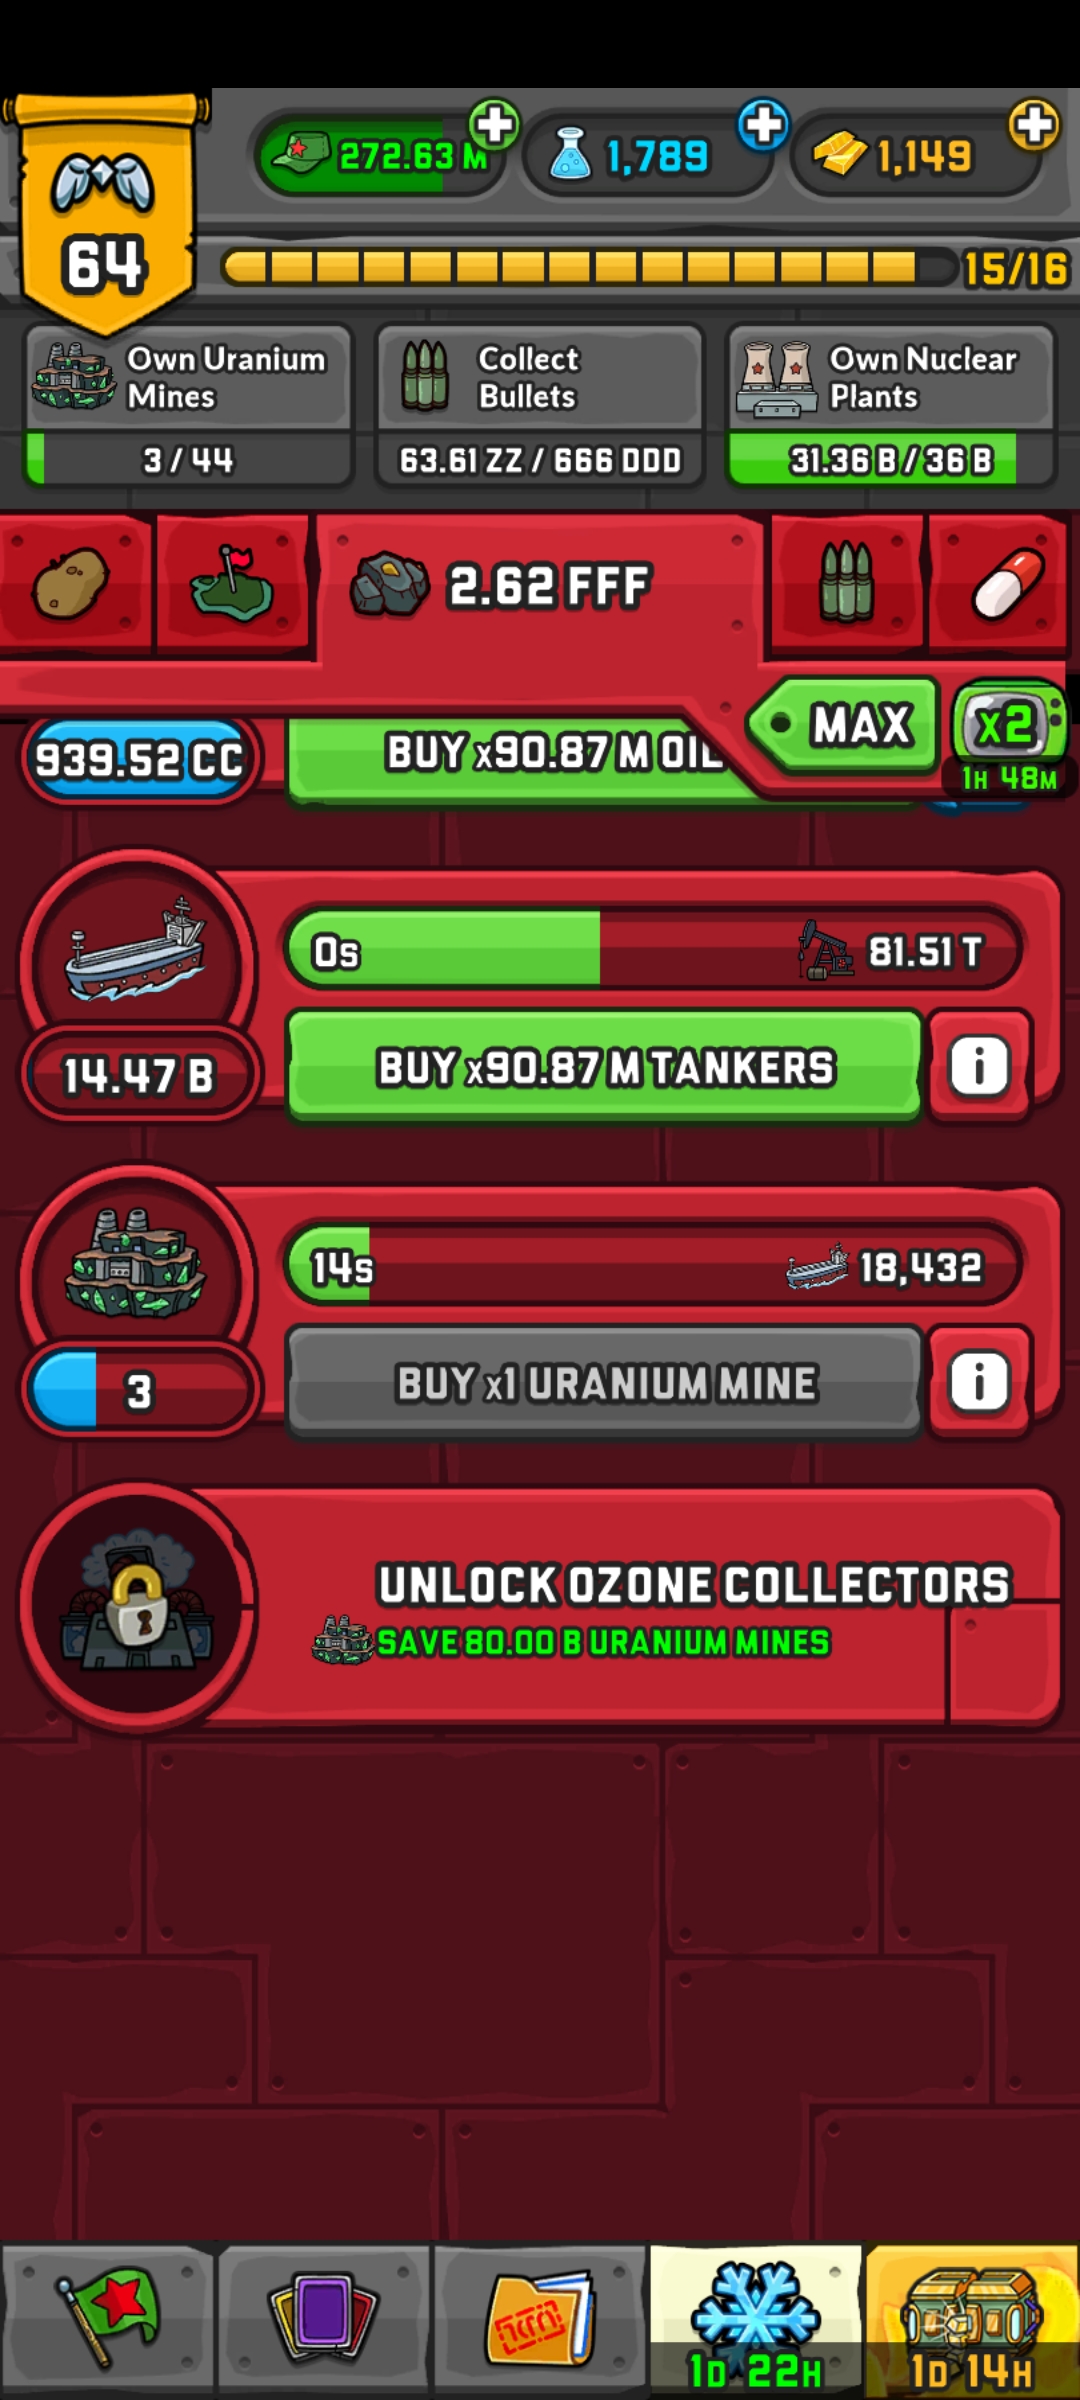 64
272.63 M
1,789
1,149
15/16
Own Uranium
Mines
3 / 44
Collect
Bullets
63.61 ZZ / 666 DDD
Own Nuclear
Plants
31.36 B / 36 B
2.62 FFF
MAX
X2
1H 48M
939.52 CC
BUY x90.87 M OIL
0s
81.51 T
14.47 B
BUY x90.87 M TANKERS
i
14s
18,432
3
BUY x1 URANIUM MINE
i
UNLOCK OZONE COLLECTORS
SAVE 80.00 B URANIUM MINES
1D 22H
1D 14H